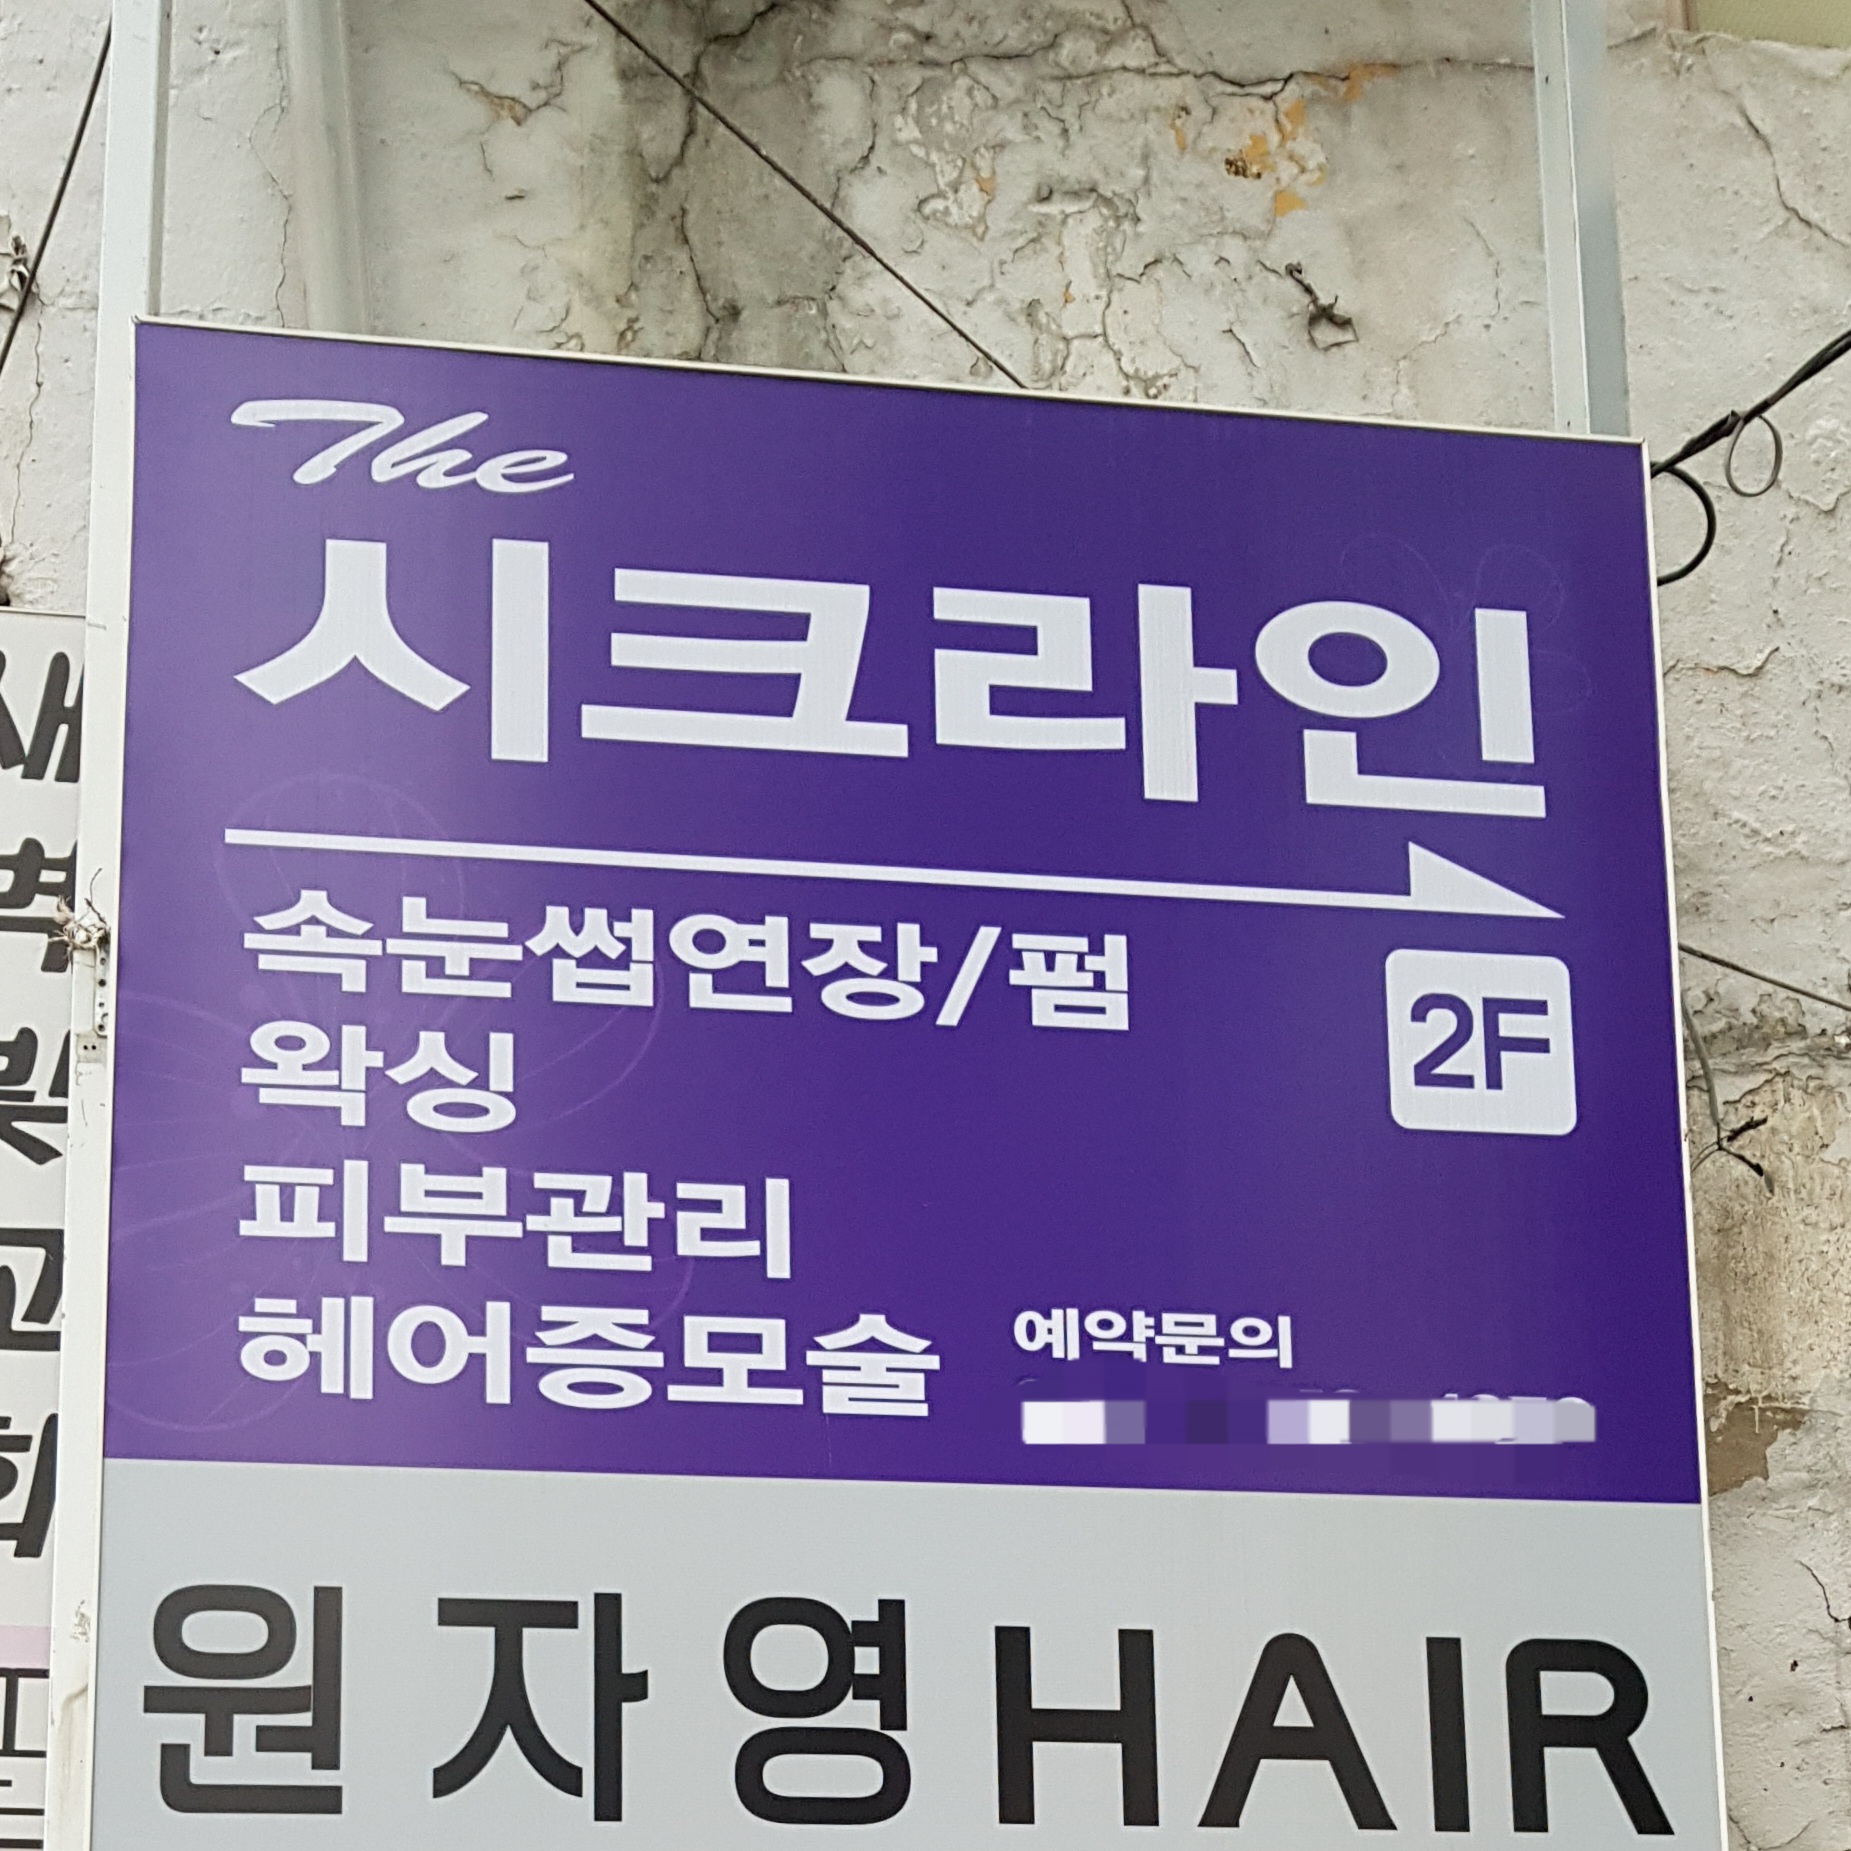 The
시크라인
속눈썹연장/펌
2F
왁싱
피부관리
헤어증모술
예약문의
원자영HAIR